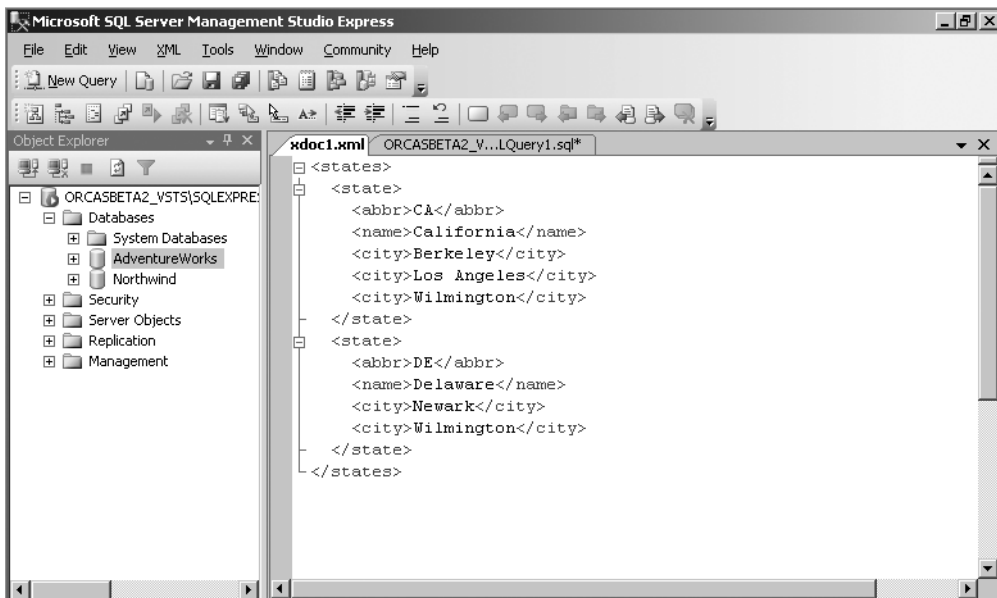 Microsoft SQL Server Management Studio Express
File Edit View XML Tools Window Community Help
New Query
Object Explorer
ORCASBETA2_VSTS\SQLEXPRE:
Databases
System Databases
AdventureWorks
Northwind
Security
Server Objects
Replication
Management
xdoc1.xml ORCASBETA2_V...LQuery1.sql*
<states>
<state>
<abbr>CA</abbr>
<name>California</name>
<city>Berkeley</city>
<city>Los Angeles</city>
<city>Wilmington</city>
</state>
<state>
<abbr>DE</abbr>
<name>Delaware</name>
<city>Newark</city>
<city>Wilmington</city>
</state>
</states>